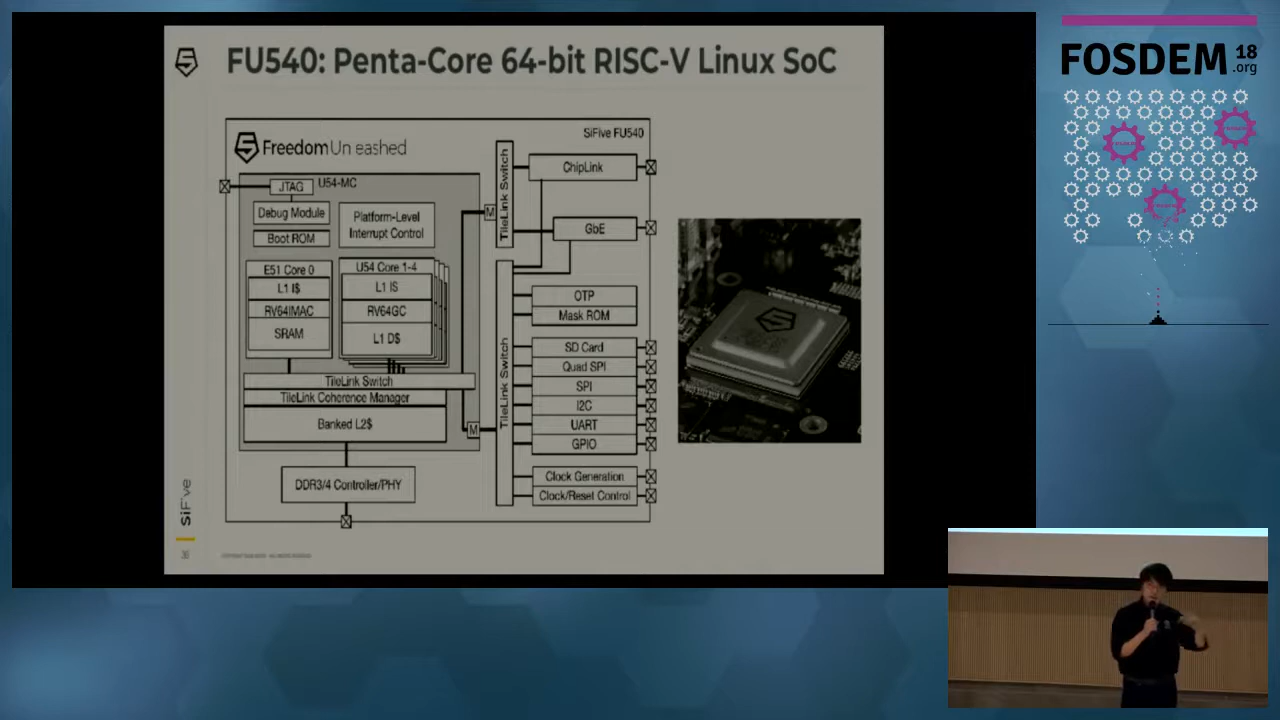 FU540: Penta-Core 64-bit RISC-V Linux SoC
SiFive FU540
FreedomUn eashed
JTAG
U54-MC
Debug Module
Boot ROM
Platform-Level
Interrupt Control
E51 Core 0
L1 I$
RV64IMAC
SRAM
U54 Core 1-4
L1 I$
RV64GC
L1 D$
TileLink Switch
TileLink Coherence Manager
Banked L2$
DDR3/4 Controller/PHY
M
M
TileLink Switch
TileLink Switch
ChipLink
GbE
OTP
Mask ROM
SD Card
Quad SPI
SPI
I2C
UART
GPIO
Clock Generation
Clock/Reset Control
SiFive
FOSDEM 18
.org